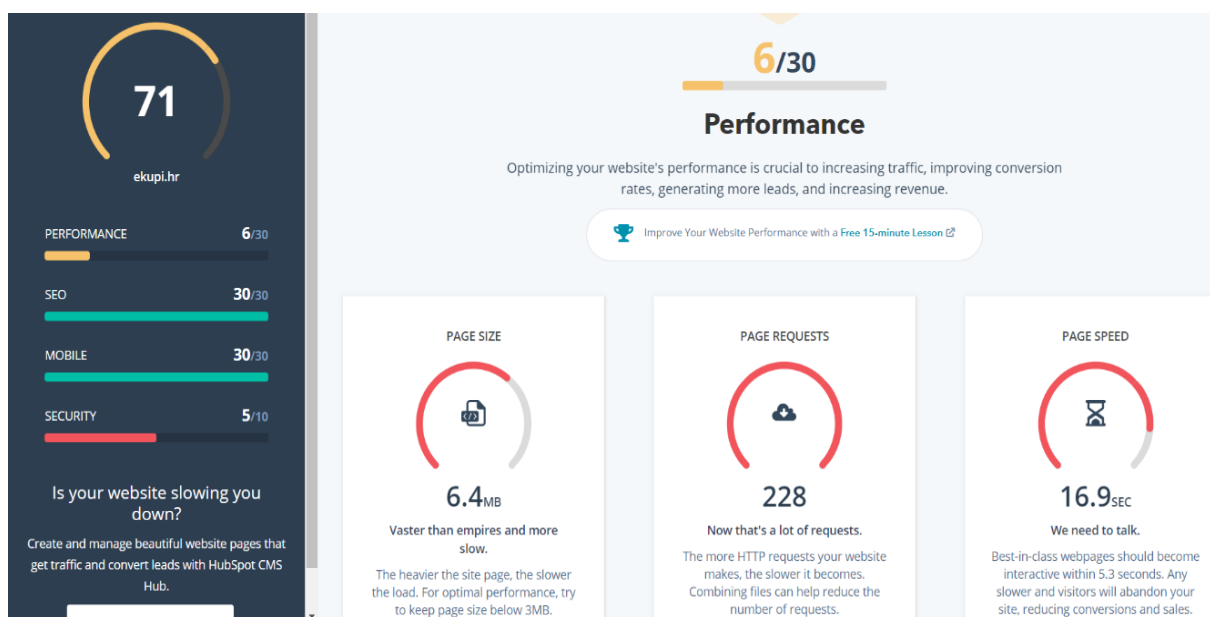 71
ekupi.hr
PERFORMANCE 6/30
SEO 30/30
MOBILE 30/30
SECURITY 5/10
Is your website slowing you
down?
Create and manage beautiful website pages that
get traffic and convert leads with HubSpot CMS
Hub.
6/30
Performance
Optimizing your website's performance is crucial to increasing traffic, improving conversion
rates, generating more leads, and increasing revenue.
Improve Your Website Performance with a Free 15-minute Lesson
PAGE SIZE
6.4MB
Vaster than empires and more
slow.
The heavier the site page, the slower
the load. For optimal performance, try
to keep page size below 3MB.
PAGE REQUESTS
228
Now that's a lot of requests.
The more HTTP requests your website
makes, the slower it becomes.
Combining files can help reduce the
number of requests.
PAGE SPEED
16.9SEC
We need to talk.
Best-in-class webpages should become
interactive within 5.3 seconds. Any
slower and visitors will abandon your
site, reducing conversions and sales.